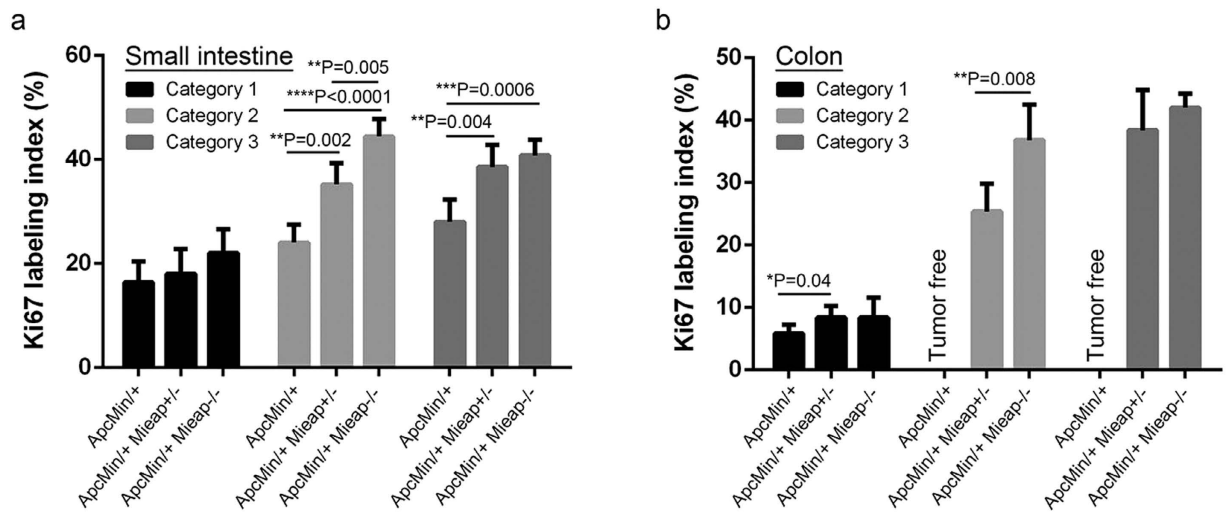 a
Small intestine
Category 1
Category 2
Category 3
Ki67 labeling index (%)
60
40
20
0
**P=0.005
****P<0.0001
**P=0.002
***P=0.0006
**P=0.004
ApcMin/+
ApcMin/+ Mieap+/-
ApcMin/+ Mieap-/-
ApcMin/+
ApcMin/+ Mieap+/-
ApcMin/+ Mieap-/-
ApcMin/+
ApcMin/+ Mieap+/-
ApcMin/+ Mieap-/-
b
Colon
Category 1
Category 2
Category 3
Ki67 labeling index (%)
50
40
30
20
10
0
**P=0.008
*P=0.04
Tumor free
Tumor free
ApcMin/+
ApcMin/+ Mieap+/-
ApcMin/+ Mieap-/-
ApcMin/+
ApcMin/+ Mieap+/-
ApcMin/+ Mieap-/-
ApcMin/+
ApcMin/+ Mieap+/-
ApcMin/+ Mieap-/-